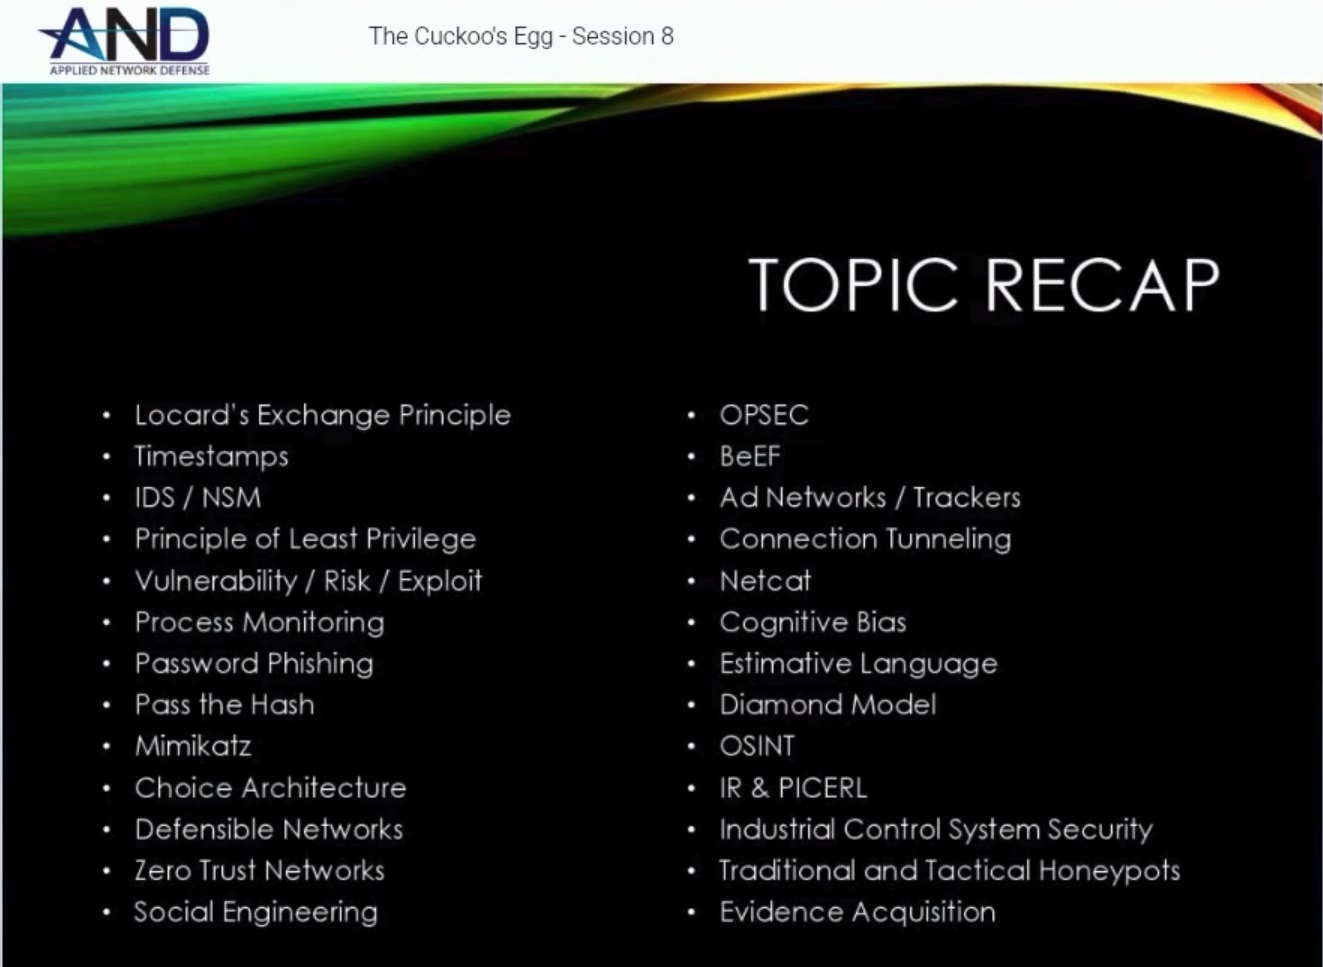 AND
APPLIED NETWORK DEFENSE
The Cuckoo's Egg - Session 8
TOPIC RECAP
• Locard's Exchange Principle
• Timestamps
• IDS / NSM
• Principle of Least Privilege
• Vulnerability / Risk / Exploit
• Process Monitoring
• Password Phishing
• Pass the Hash
• Mimikatz
• Choice Architecture
• Defensible Networks
• Zero Trust Networks
• Social Engineering
• OPSEC
• BeEF
• Ad Networks / Trackers
• Connection Tunneling
• Netcat
• Cognitive Bias
• Estimative Language
• Diamond Model
• OSINT
• IR & PICERL
• Industrial Control System Security
• Traditional and Tactical Honeypots
• Evidence Acquisition